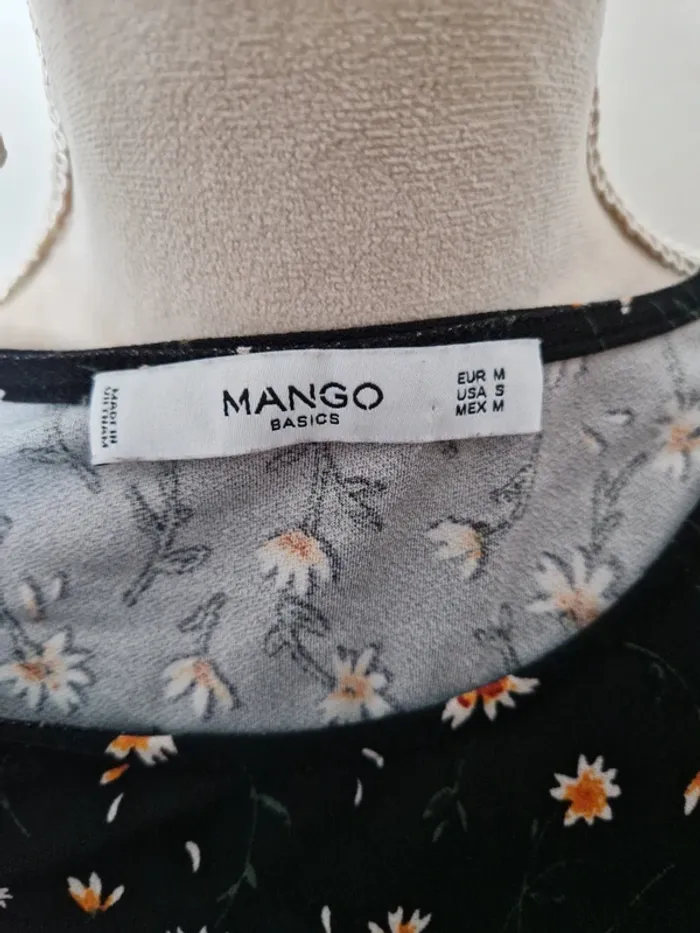 MADE IN
VIETNAM
MANGO
BASICS
EUR M
USA S
MEX M